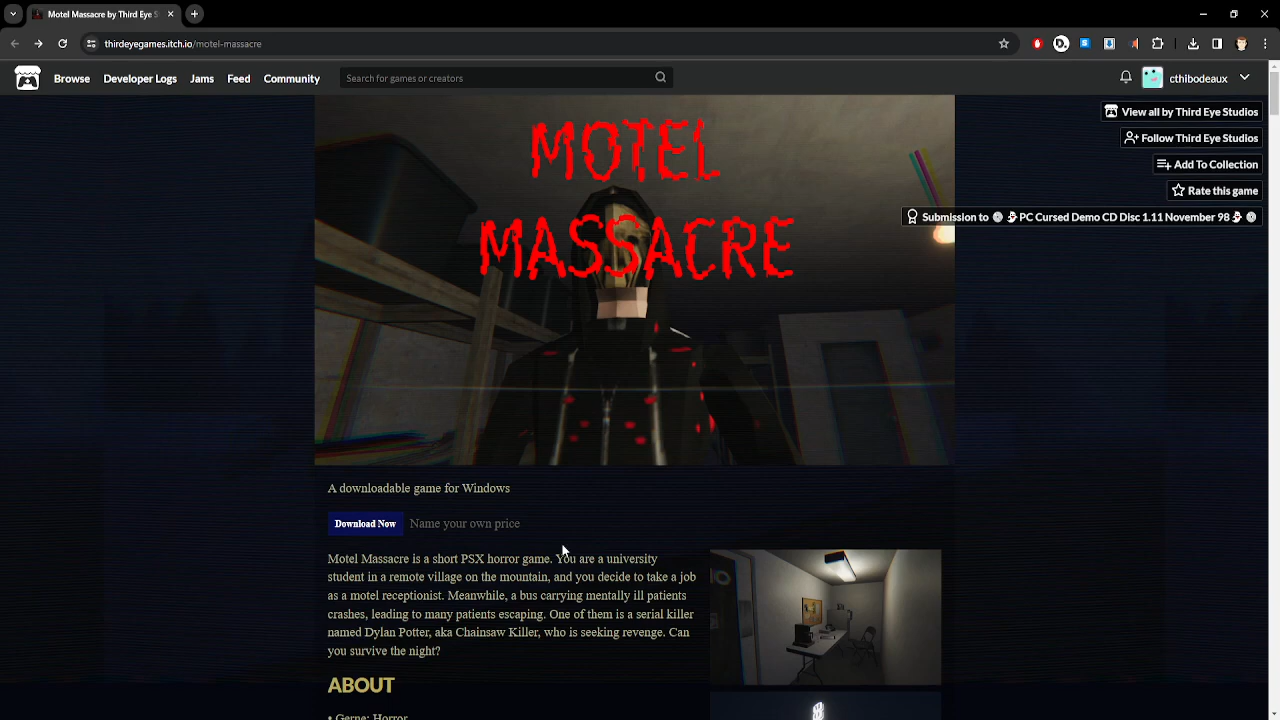 Motel Massacre by Third Eye S
thirdeyegames.itch.io/motel-massacre
Browse Developer Logs Jams Feed Community Search for games or creators cthibodeaux
View all by Third Eye Studios
Follow Third Eye Studios
Add To Collection
Rate this game
Submission to PC Cursed Demo CD Disc 1.11 November 98
MOTEL
MASSACRE
A downloadable game for Windows
Download Now Name your own price
Motel Massacre is a short PSX horror game. You are a university
student in a remote village on the mountain, and you decide to take a job
as a motel receptionist. Meanwhile, a bus carrying mentally ill patients
crashes, leading to many patients escaping. One of them is a serial killer
named Dylan Potter, aka Chainsaw Killer, who is seeking revenge. Can
you survive the night?
ABOUT
• Gerne: Horror